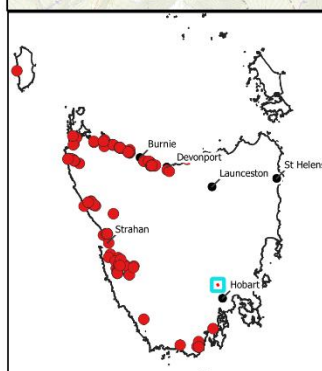 Burnie
Devonport
Launceston
St Helens
Strahan
Hobart